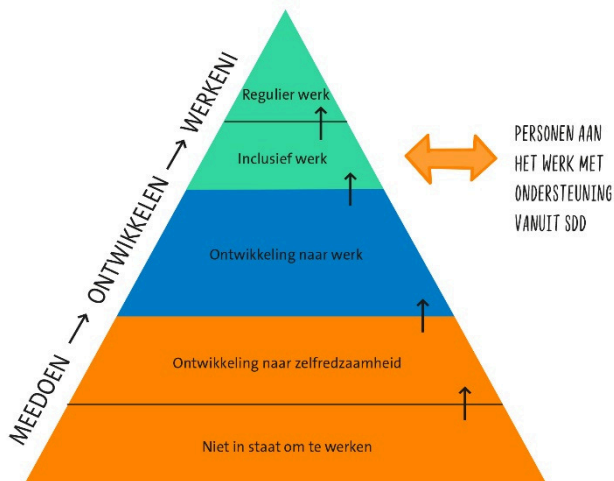 MEEDOEN → ONTWIKKELEN → WERKEN!
Regulier werk
Inclusief werk
Ontwikkeling naar werk
Ontwikkeling naar zelfredzaamheid
Niet in staat om te werken
PERSONEN AAN
HET WERK MET
ONDERSTEUNING
VANUIT SDD